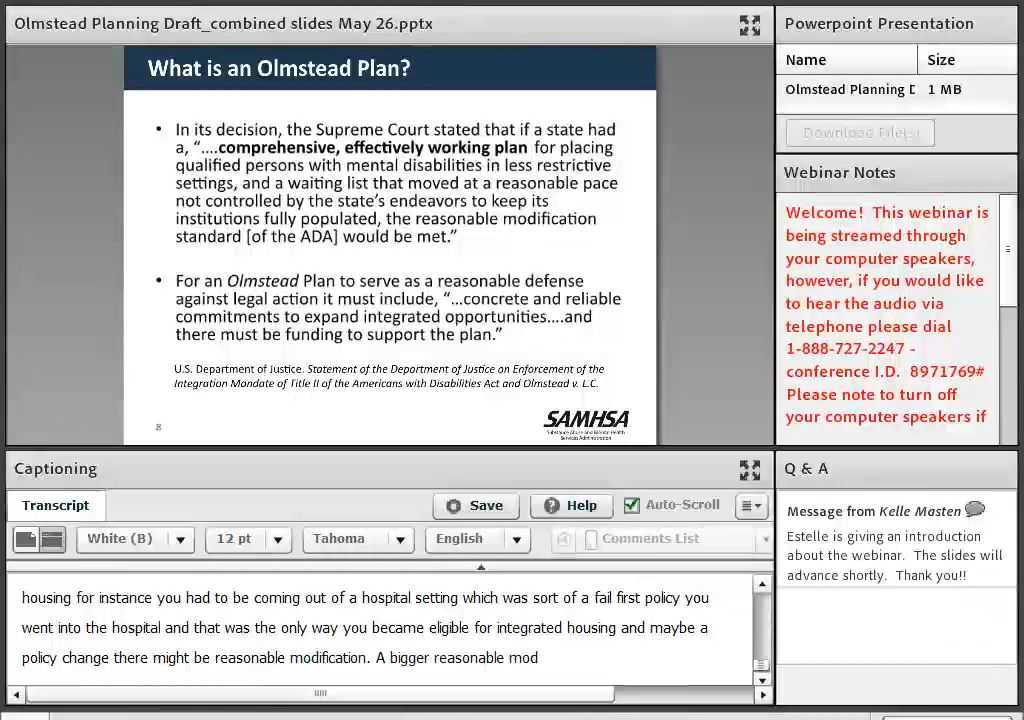 Olmstead Planning Draft_combined slides May 26.pptx
What is an Olmstead Plan?
• In its decision, the Supreme Court stated that if a state had
a, “....comprehensive, effectively working plan for placing
qualified persons with mental disabilities in less restrictive
settings, and a waiting list that moved at a reasonable pace
not controlled by the state’s endeavors to keep its
institutions fully populated, the reasonable modification
standard [of the ADA] would be met.”
• For an Olmstead Plan to serve as a reasonable defense
against legal action it must include, “…concrete and reliable
commitments to expand integrated opportunities….and
there must be funding to support the plan.”
U.S. Department of Justice. Statement of the Department of Justice on Enforcement of the
Integration Mandate of Title II of the Americans with Disabilities Act and Olmstead v. L.C.
8
SAMHSA
Substance Abuse and Mental Health
Services Administration
Powerpoint Presentation
Name Size
Olmstead Planning D 1 MB
Download File(s)
Webinar Notes
Welcome! This webinar is
being streamed through
your computer speakers,
however, if you would like
to hear the audio via
telephone please dial
1-888-727-2247 -
conference I.D. 8971769#
Please note to turn off
your computer speakers if
Captioning
Transcript Save Help Auto-Scroll
White (B) 12 pt Tahoma English Comments List
housing for instance you had to be coming out of a hospital setting which was sort of a fail first policy you
went into the hospital and that was the only way you became eligible for integrated housing and maybe a
policy change there might be reasonable modification. A bigger reasonable mod
Q & A
Message from Kelle Masten
Estelle is giving an introduction
about the webinar. The slides will
advance shortly. Thank you!!